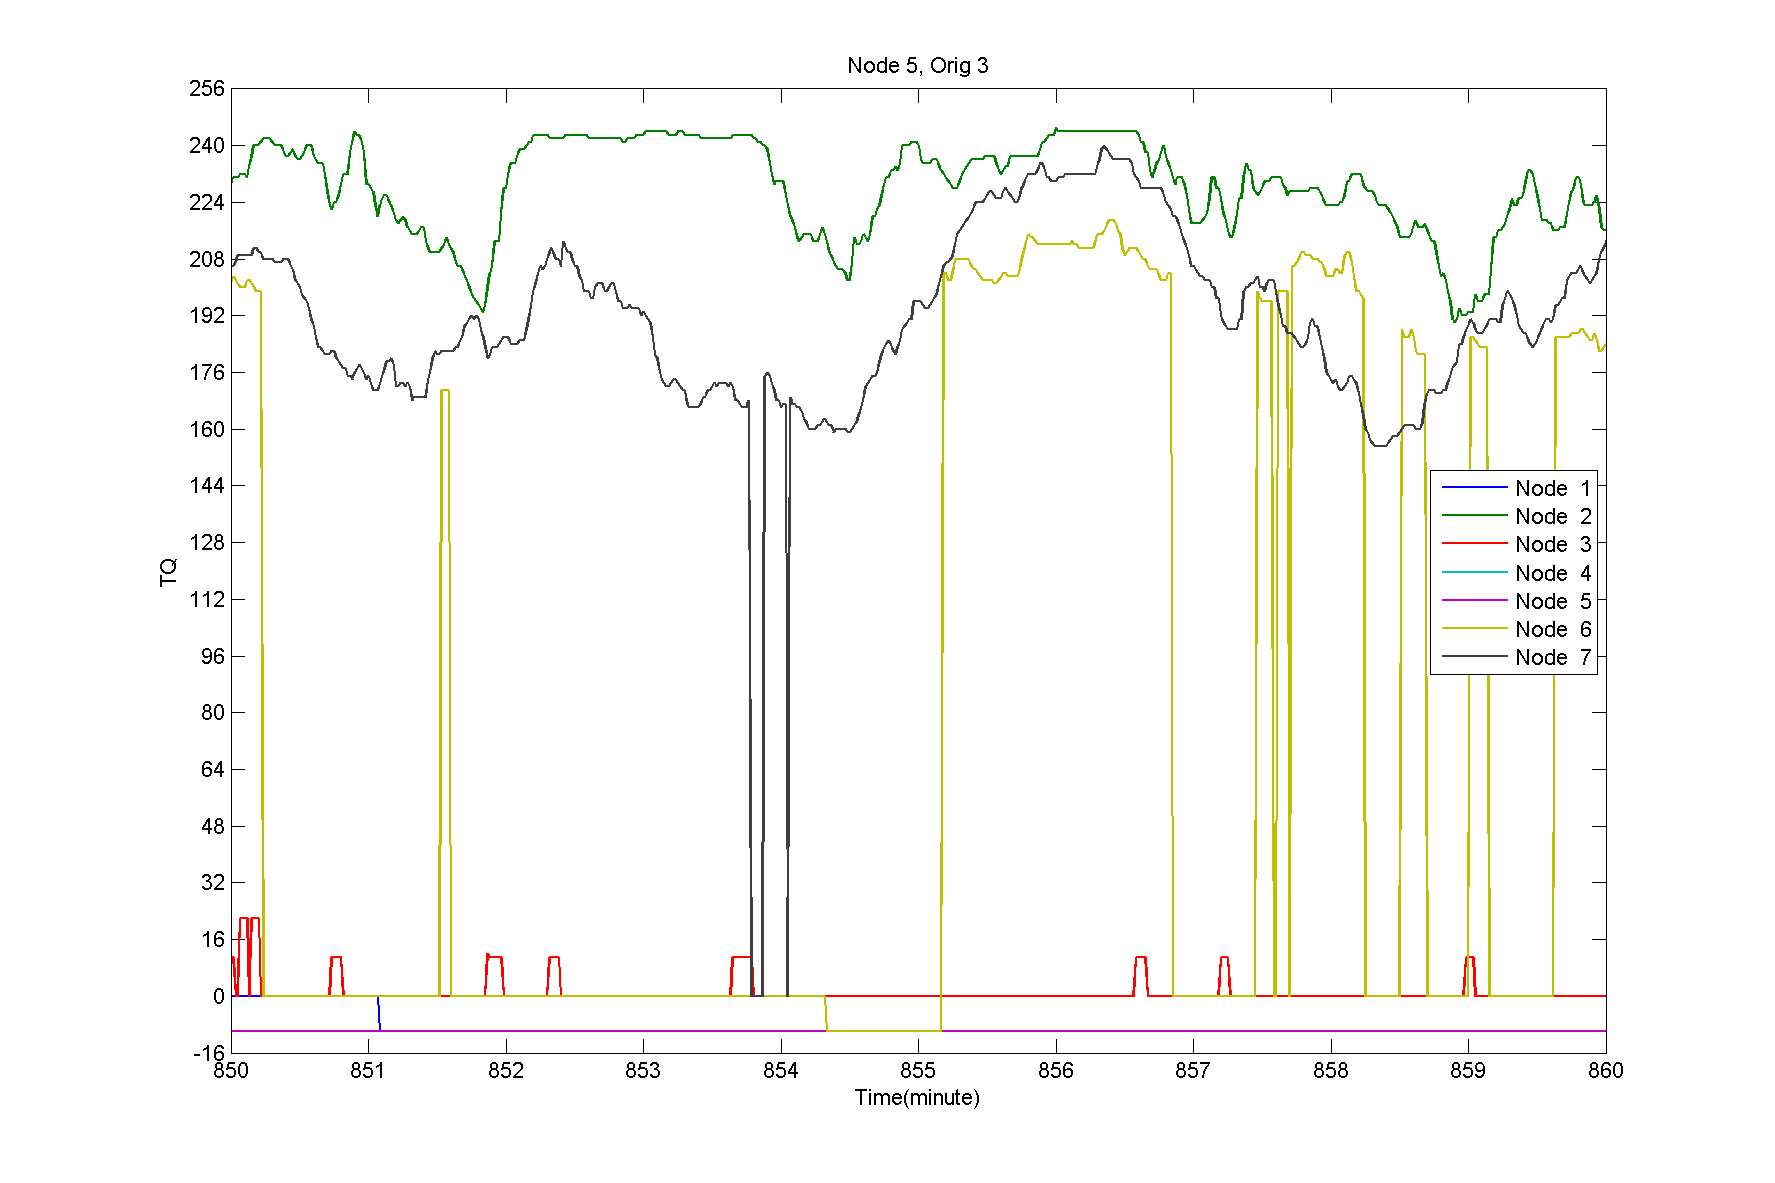 Node 5, Orig 3
256
240
224
208
192
176
160
144
128
112
96
80
64
48
32
16
0
-16
TQ
Node 1
Node 2
Node 3
Node 4
Node 5
Node 6
Node 7
850 851 852 853 854 855 856 857 858 859 860
Time(minute)